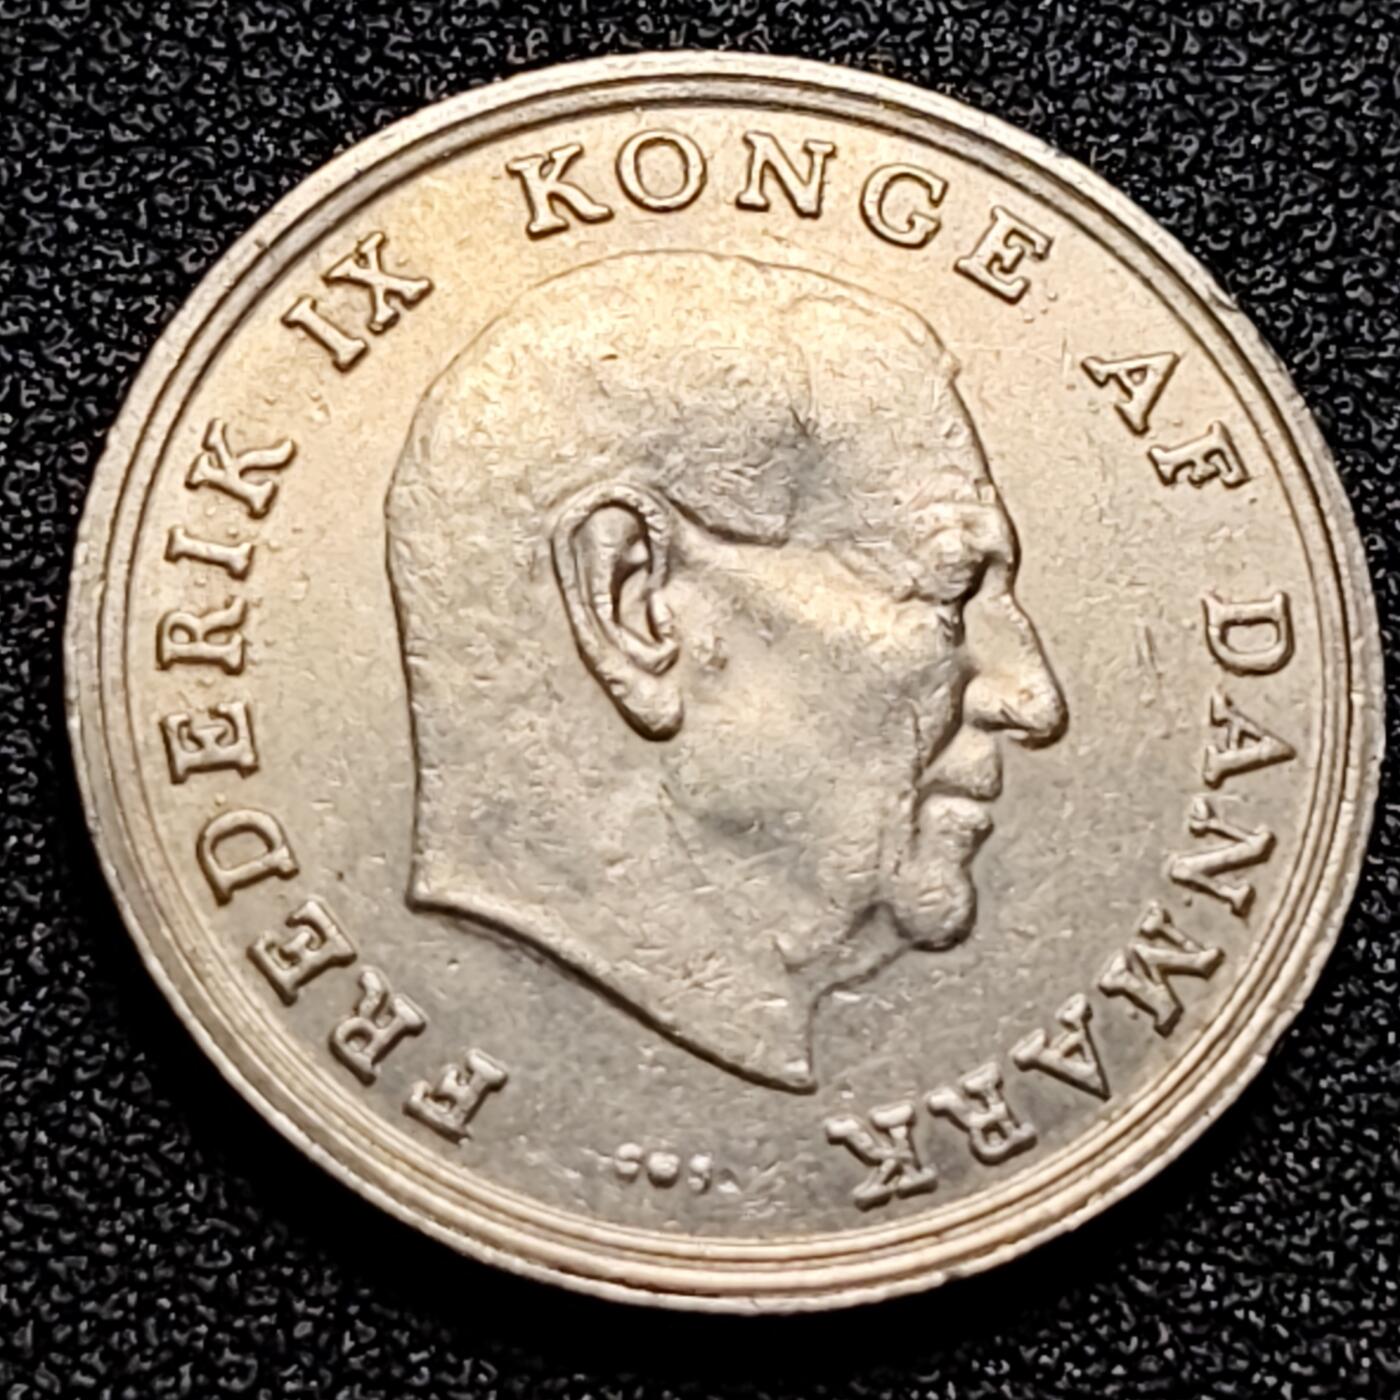 FREDERIK IX KONGE AF DANMARK